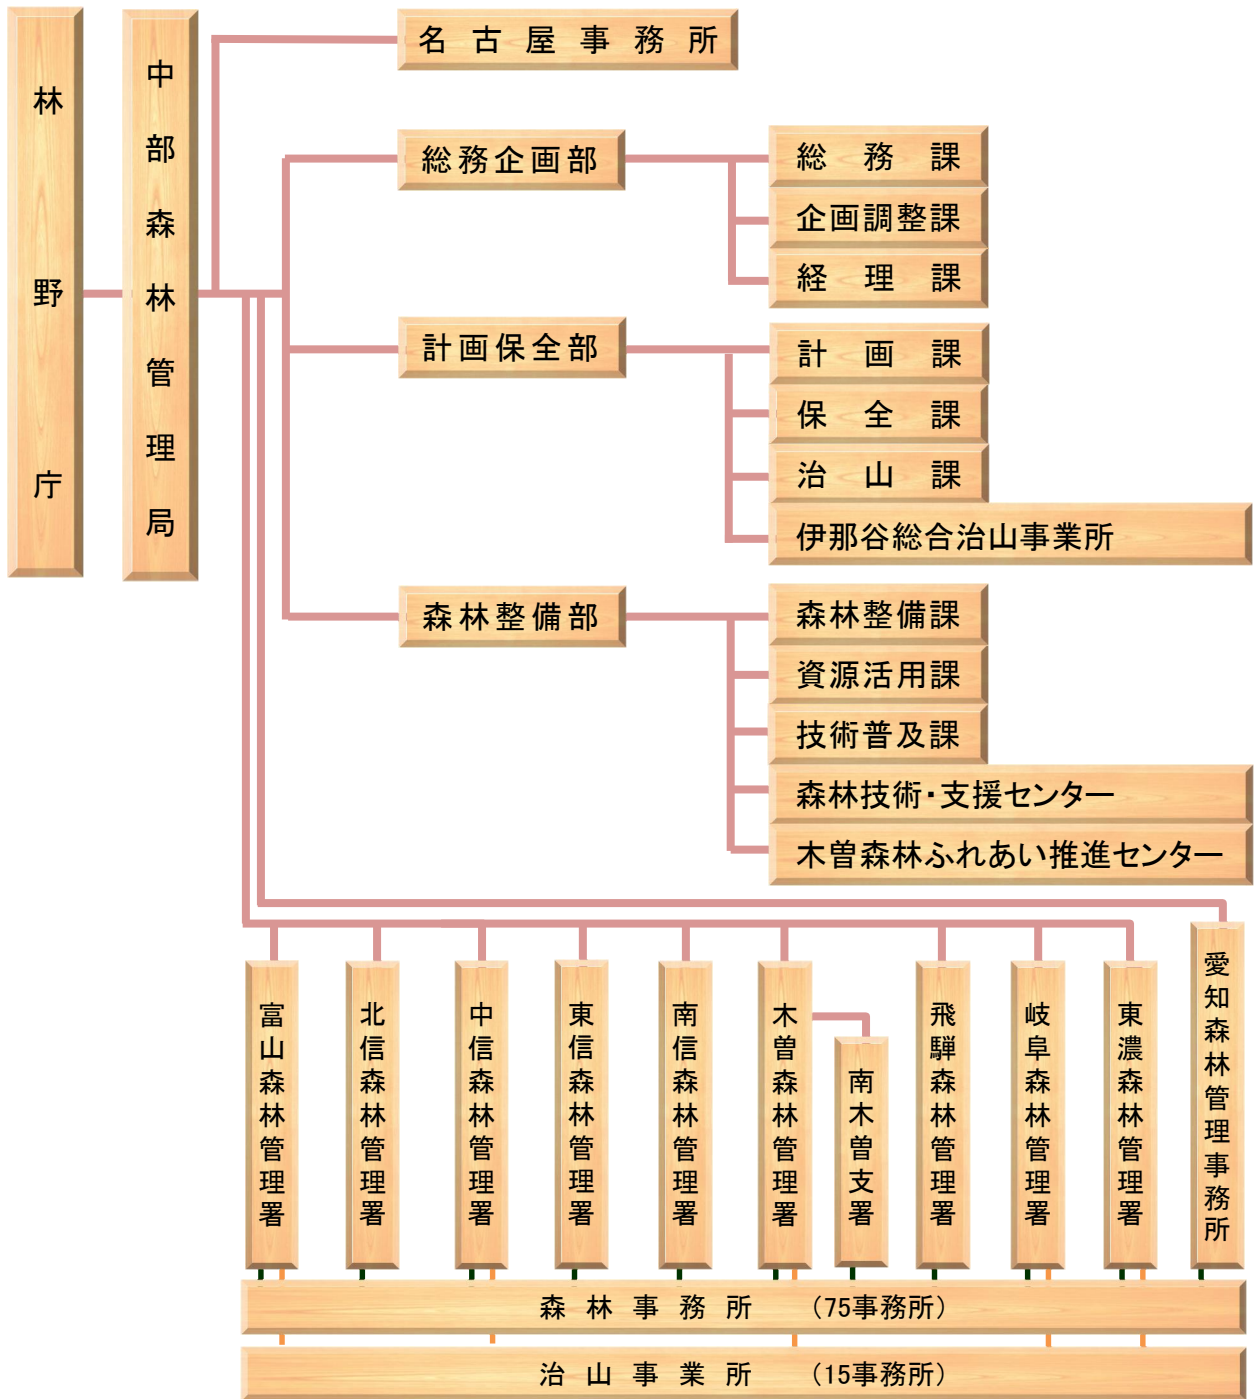 林野庁
中部森林管理局
名古屋事務所
総務企画部
総務課
企画調整課
経理課
計画保全部
計画課
保全課
治山課
伊那谷総合治山事業所
森林整備部
森林整備課
資源活用課
技術普及課
森林技術・支援センター
木曽森林ふれあい推進センター
富山森林管理署
北信森林管理署
中信森林管理署
東信森林管理署
南信森林管理署
木曽森林管理署
南木曽支署
飛騨森林管理署
岐阜森林管理署
東濃森林管理署
愛知森林管理事務所
森林事務所 (75事務所)
治山事業所 (15事務所)